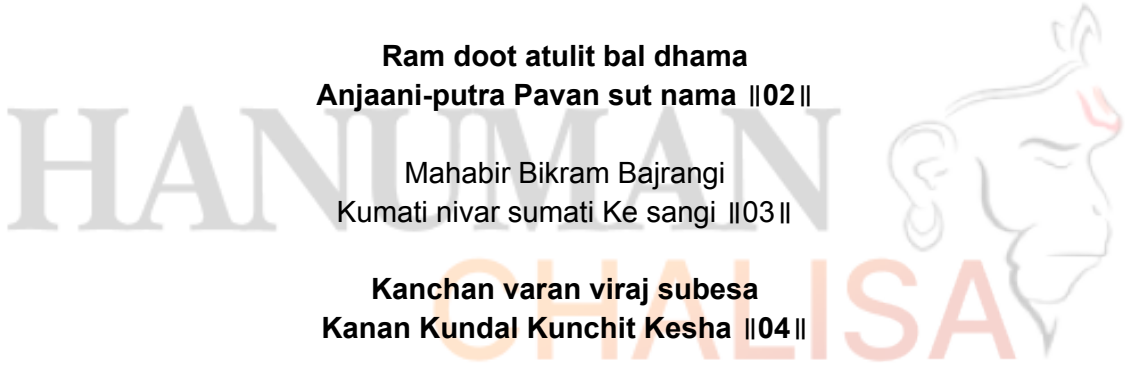 Ram doot atulit bal dhama
Anjaani-putra Pavan sut nama ॥02॥
Mahabir Bikram Bajrangi
Kumati nivar sumati Ke sangi ॥03॥
Kanchan varan viraj subesa
Kanan Kundal Kunchit Kesha ॥04॥
HANUMAN
CHALISA